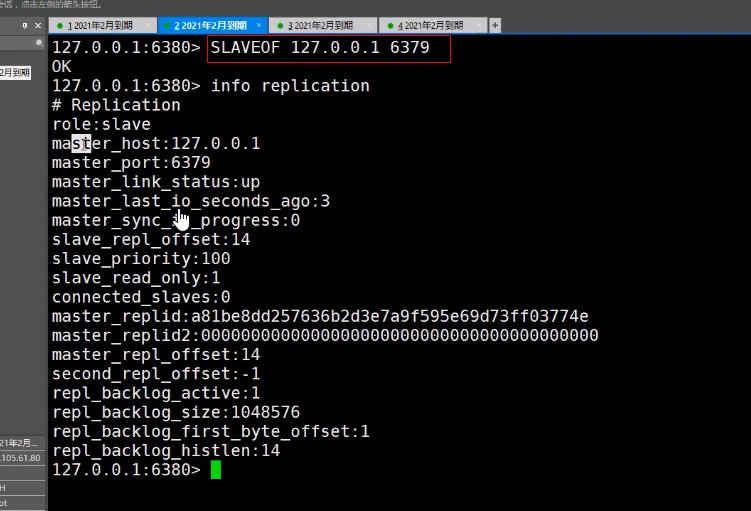 会话，点击左侧的箭头按钮。
1 2021年2月到期
2 2021年2月到期
3 2021年2月到期
4 2021年2月到期
2月到期
127.0.0.1:6380> SLAVEOF 127.0.0.1 6379
OK
127.0.0.1:6380> info replication
# Replication
role:slave
master_host:127.0.0.1
master_port:6379
master_link_status:up
master_last_io_seconds_ago:3
master_sync_in_progress:0
slave_repl_offset:14
slave_priority:100
slave_read_only:1
connected_slaves:0
master_replid:a81be8dd257636b2d3e7a9f595e69d73ff03774e
master_replid2:0000000000000000000000000000000000000000
master_repl_offset:14
second_repl_offset:-1
repl_backlog_active:1
repl_backlog_size:1048576
repl_backlog_first_byte_offset:1
repl_backlog_histlen:14
127.0.0.1:6380>
21年2月...
.105.61.80
H
ot